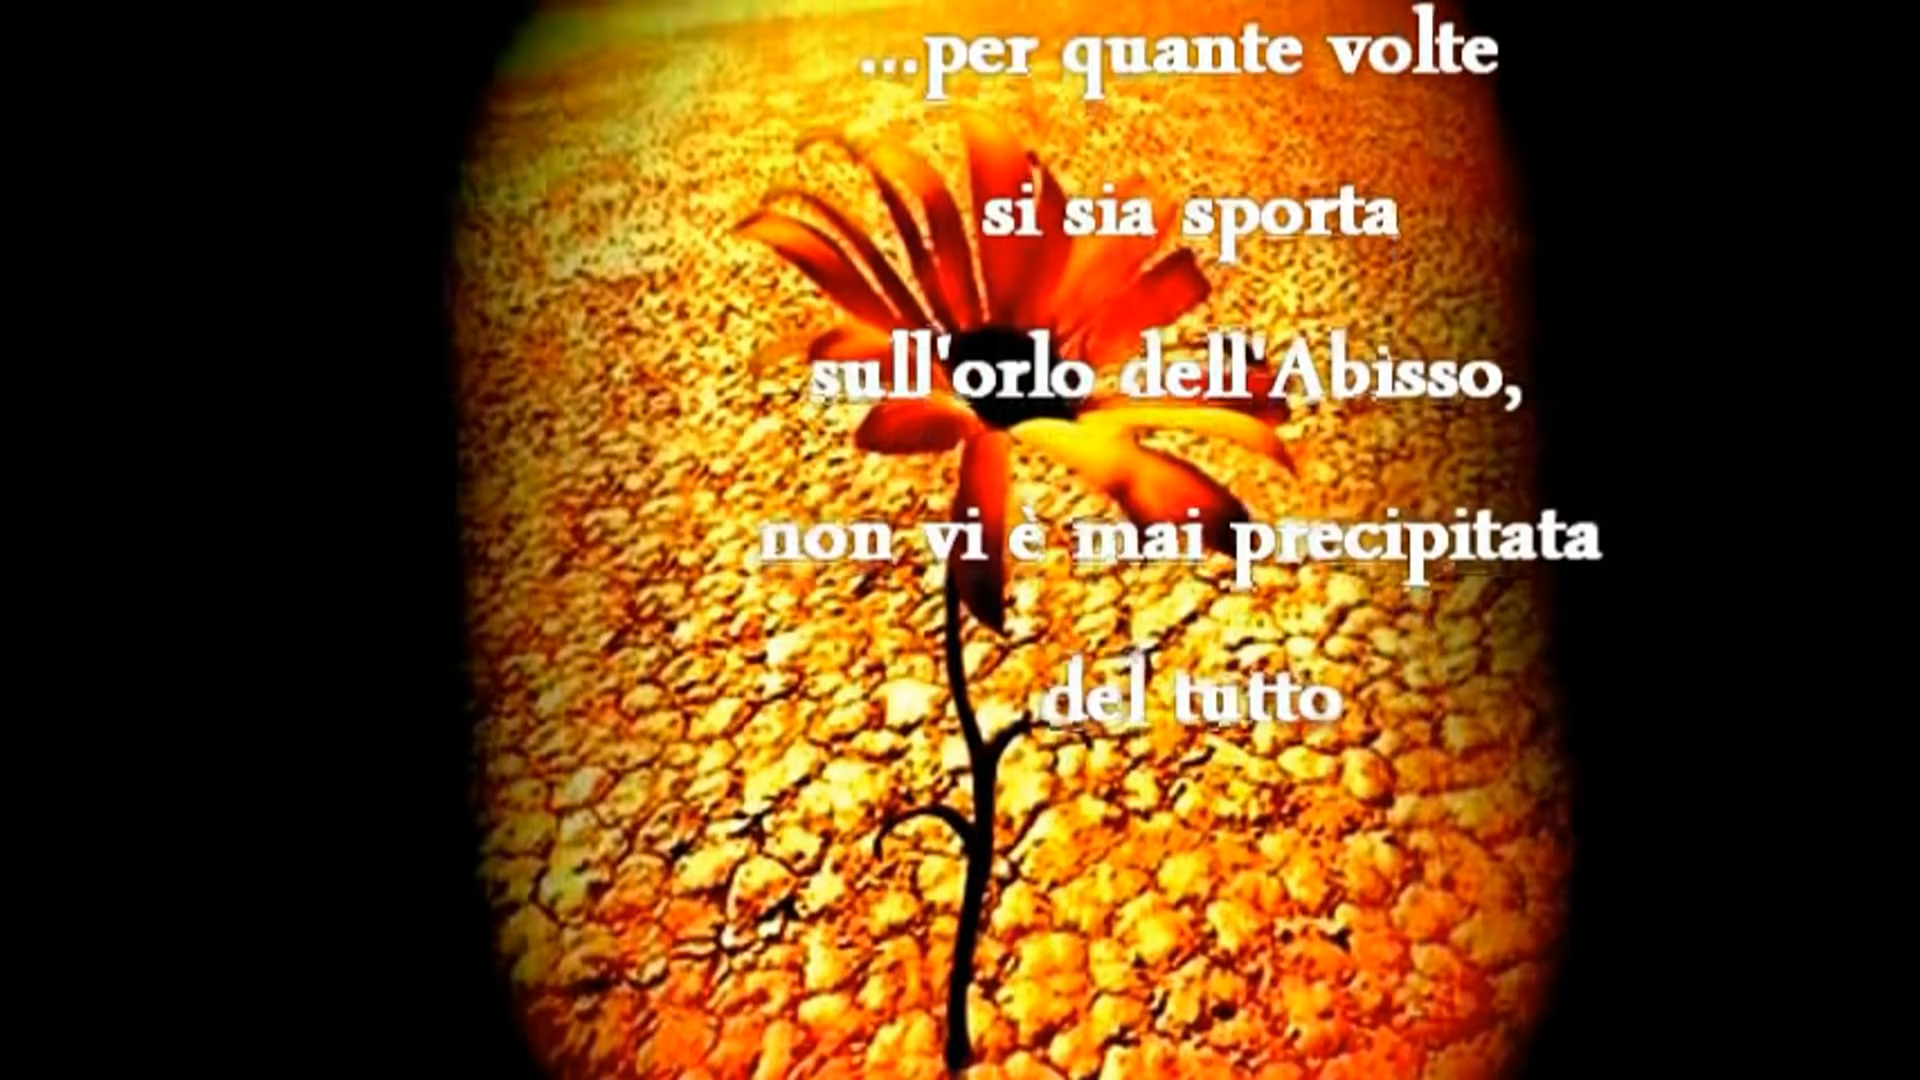 ...per quante volte
si sia sporta
sull'orlo dell'Abisso,
non vi è mai precipitata
del tutto